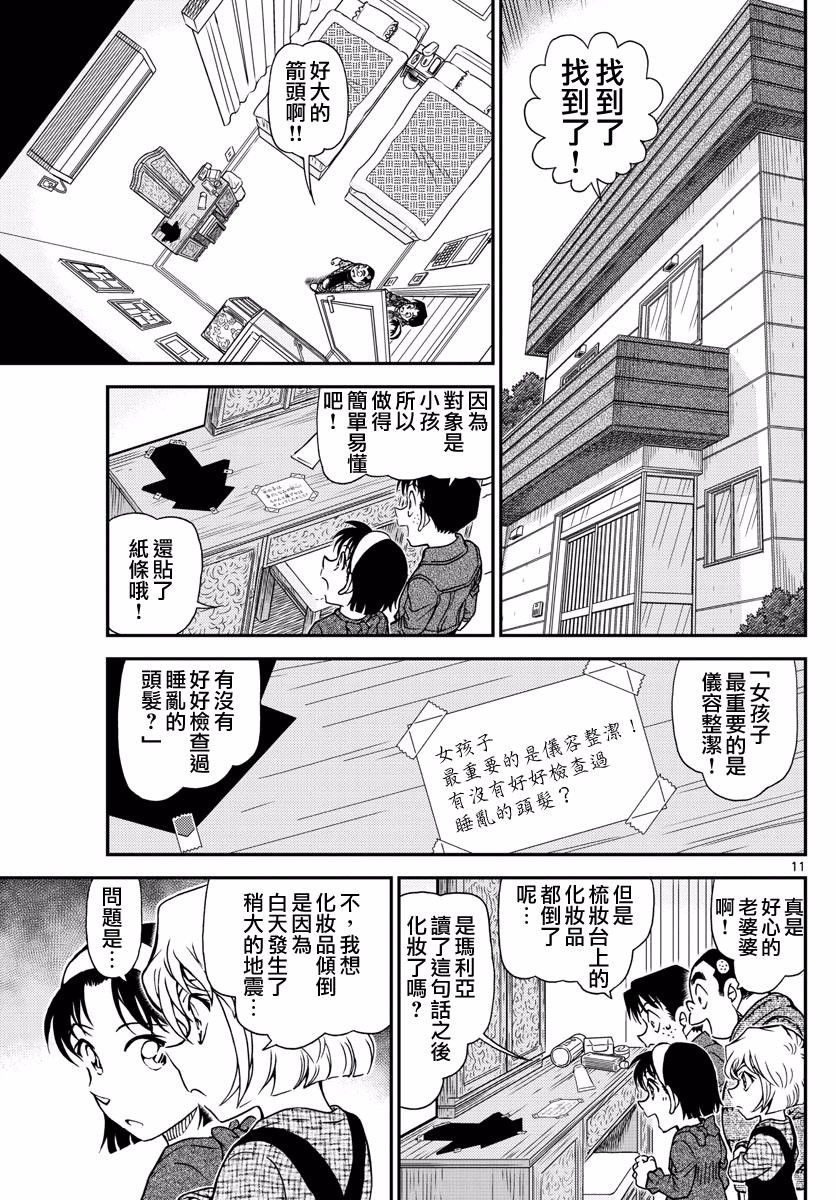 找到了
找到了！
好大的
箭頭啊!!
因為
對象是
小孩
所以
做得
簡單易懂
吧！
還貼了
紙條哦！
「女孩子
最重要的是
儀容整潔！
女孩子
最重要的是儀容整潔！
有沒有好好檢查過
睡亂的頭髮？
有沒有
好好檢查過
睡亂的
頭髮？」
11
真是
好心的
老婆婆
啊！
但是
梳妝台上的
化妝品
都倒了
呢…
是瑪利亞
讀了這句話之後
化妝了嗎？
不，我想
化妝品傾倒
是因為
白天發生了
稍大的地震…
問題是…